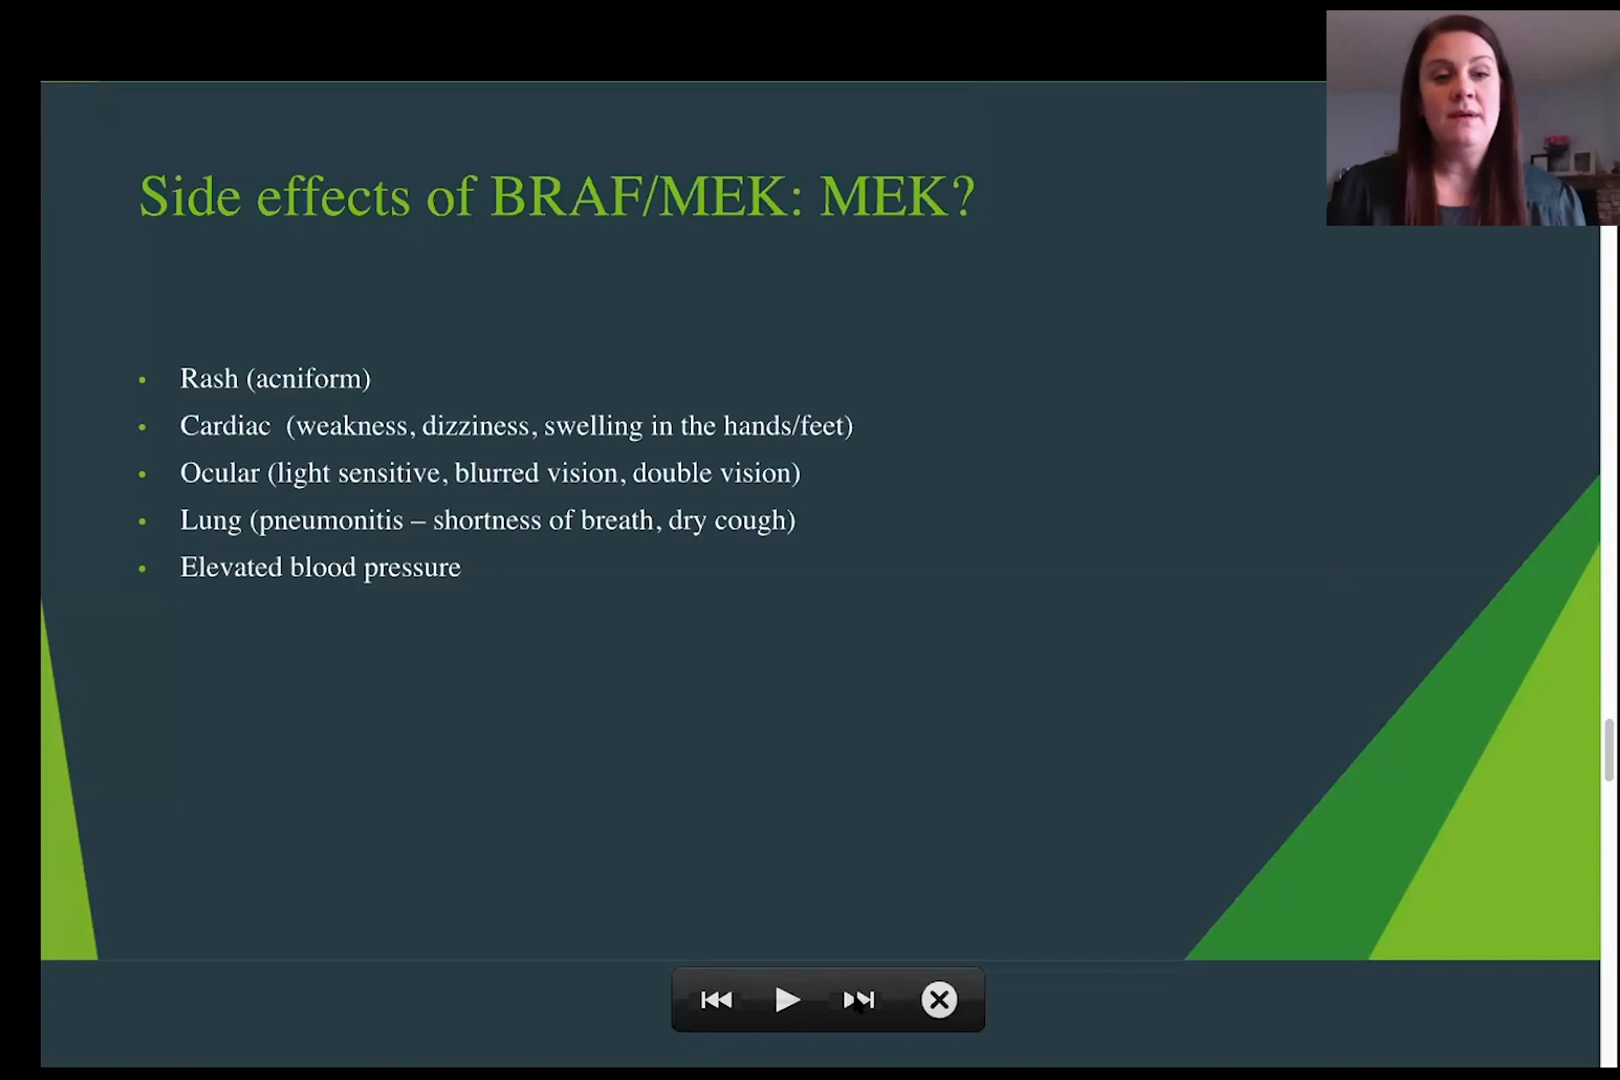 Side effects of BRAF/MEK: MEK?
• Rash (acniform)
• Cardiac  (weakness, dizziness, swelling in the hands/feet)
• Ocular (light sensitive, blurred vision, double vision)
• Lung (pneumonitis – shortness of breath, dry cough)
• Elevated blood pressure